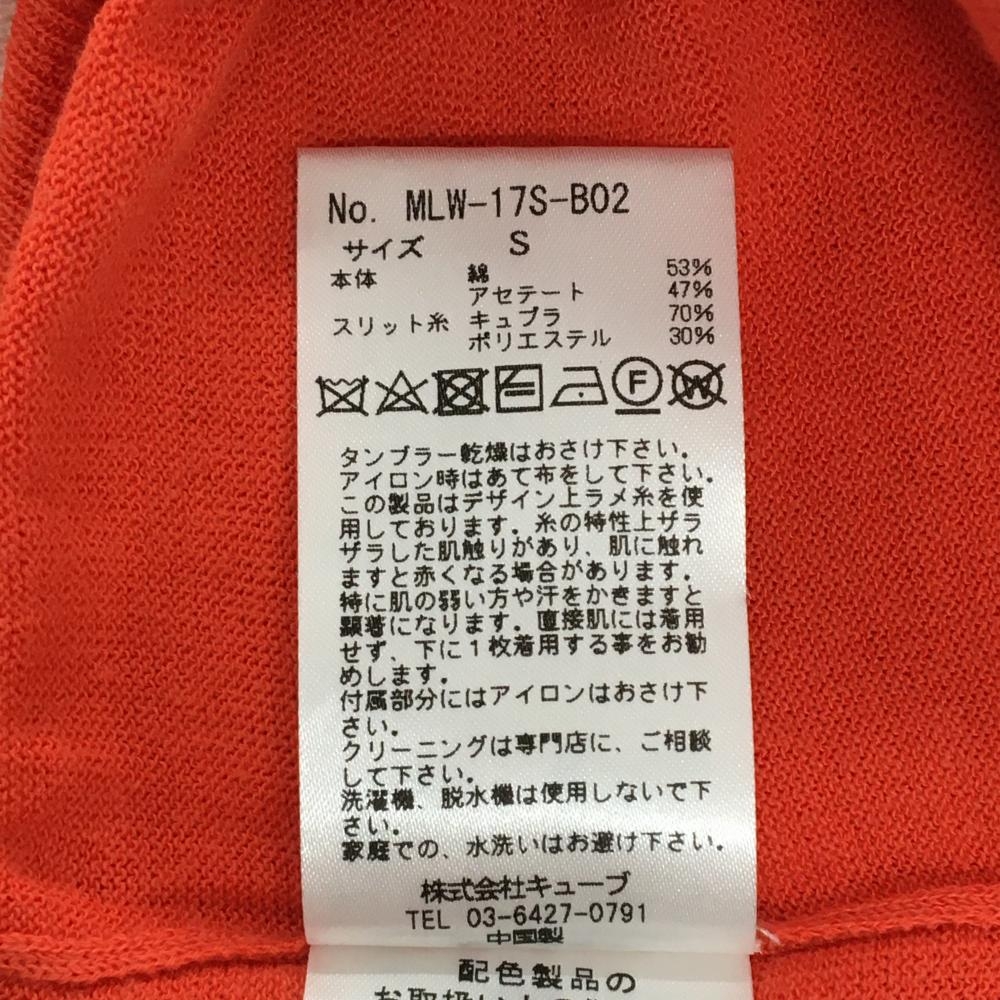 No. MLW-17S-B02
サイズ S
本体 綿 53%
アセテート 47%
スリット糸 キュプラ 70%
ポリエステル 30%
F W
タンブラー乾燥はおさけ下さい。
アイロン時はあて布をして下さい。
この製品はデザイン上ラメ糸を使
用しております。糸の特性上ザラ
ザラした肌触りがあり、肌に触れ
ますと赤くなる場合があります。
特に肌の弱い方や汗をかきますと
顕著になります。直接肌には着用
せず、下に1枚着用する事をお勧
めします。
付属部分にはアイロンはおさけ下
さい。
クリーニングは専門店に、ご相談
して下さい。
洗濯機、脱水機は使用しないで下
さい。
家庭での、水洗いはお避け下さい。
株式会社キューブ
TEL 03-6427-0791
中国製
配色製品の